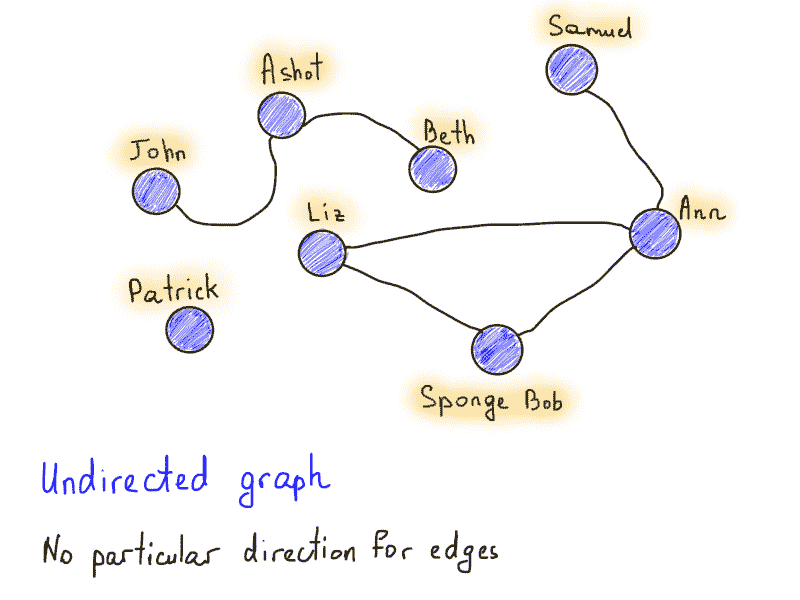 Samuel
Ashot
Beth
John
Liz
Ann
Patrick
Sponge Bob
Undirected graph
No particular direction for edges